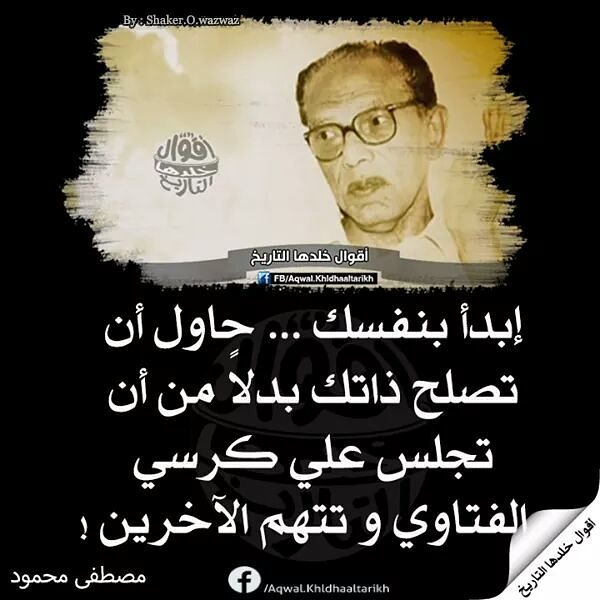 By : Shaker.O.wazwaz
أقوال
خلدها
التاريخ
أقوال خلدها التاريخ
FB/Aqwal.Khldhaaltarikh
إبدأ بنفسك ... حاول أن
تصلح ذاتك بدلاً من أن
تجلس علي كرسي
الفتاوي و تتهم الآخرين !
اقوال خلدها التاريخ
مصطفى محمود
/Aqwal.Khldhaaltarikh